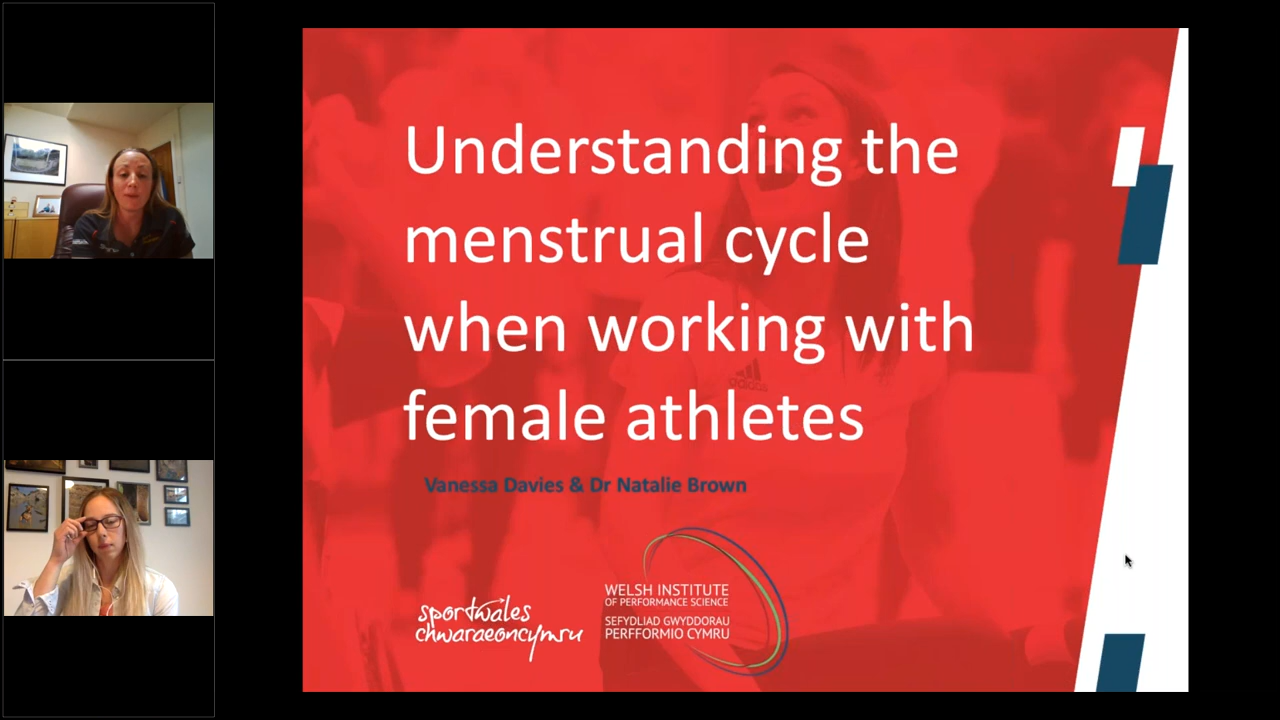 Understanding the
menstrual cycle
when working with
female athletes
adidas
Vanessa Davies & Dr Natalie Brown
sportwales
chwaraeoncymru
WELSH INSTITUTE
OF PERFORMANCE SCIENCE
SEFYDLIAD GWYDDORAU
PERFFORMIO CYMRU